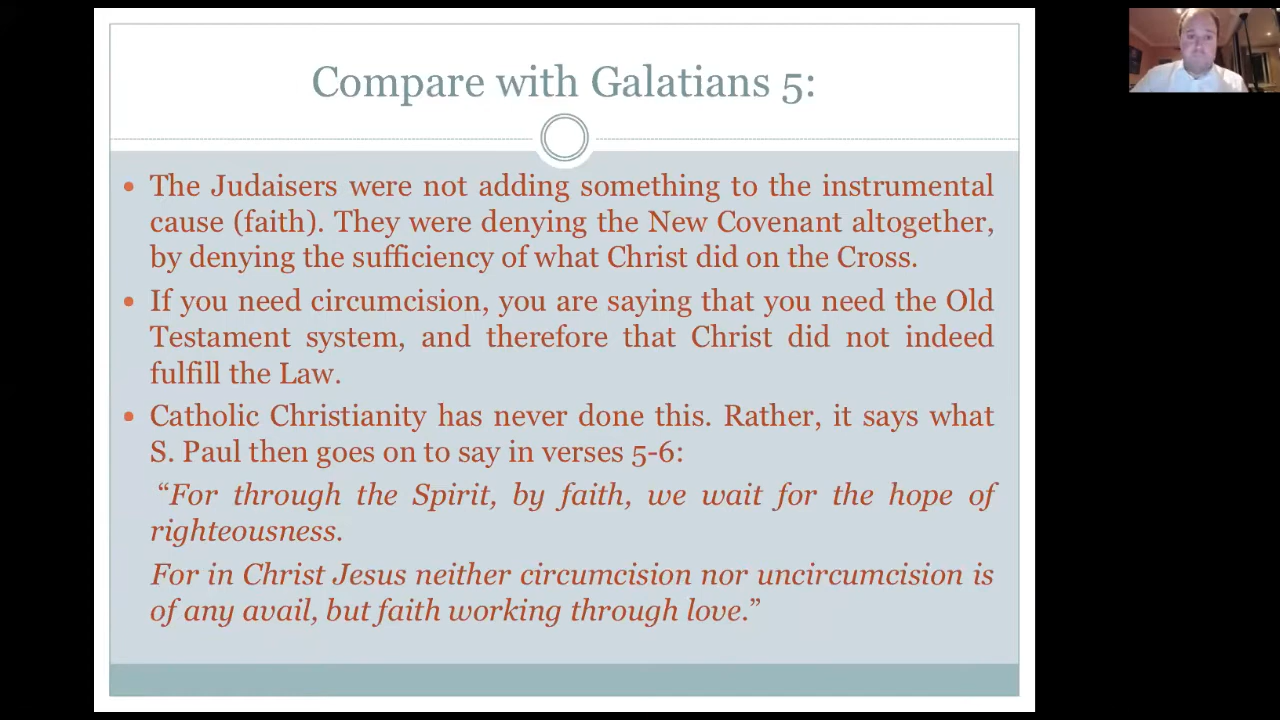 Compare with Galatians 5:
• The Judaisers were not adding something to the instrumental
cause (faith). They were denying the New Covenant altogether,
by denying the sufficiency of what Christ did on the Cross.
• If you need circumcision, you are saying that you need the Old
Testament system, and therefore that Christ did not indeed
fulfill the Law.
• Catholic Christianity has never done this. Rather, it says what
S. Paul then goes on to say in verses 5-6:
“For through the Spirit, by faith, we wait for the hope of
righteousness.
For in Christ Jesus neither circumcision nor uncircumcision is
of any avail, but faith working through love.”